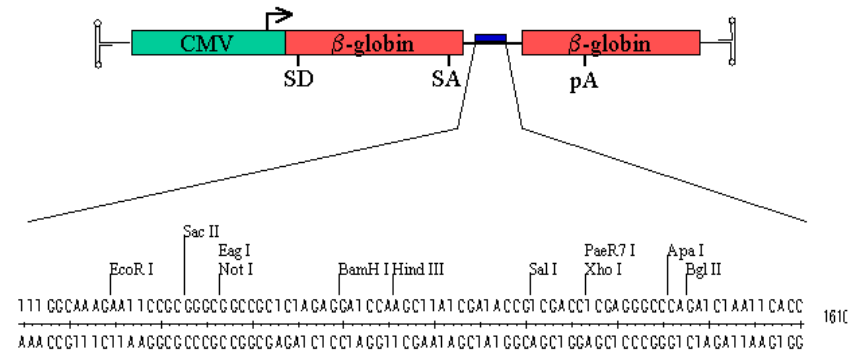 CMV β-globin β-globin
SD SA pA
Sac II
Eag I PaeR7 I Apa I
EcoR I Not I BamH I Hind III Sal I Xho I Bgl II
TTTGGCAAAGAATTCCGCGGGCGGCCGCTCTAGAGGATCCAAGCTTATCGATACCGTCGACCTCGAGGGCCCAGATCTAATTCACC
1610
AAACCGTTTCTTAAGGCGCCCGCCGGCGAGATCTCCTAGGTTCGAATAGCTATGGCAGCTGGAGCTCCCGGGTCTAGATTAAGTGG